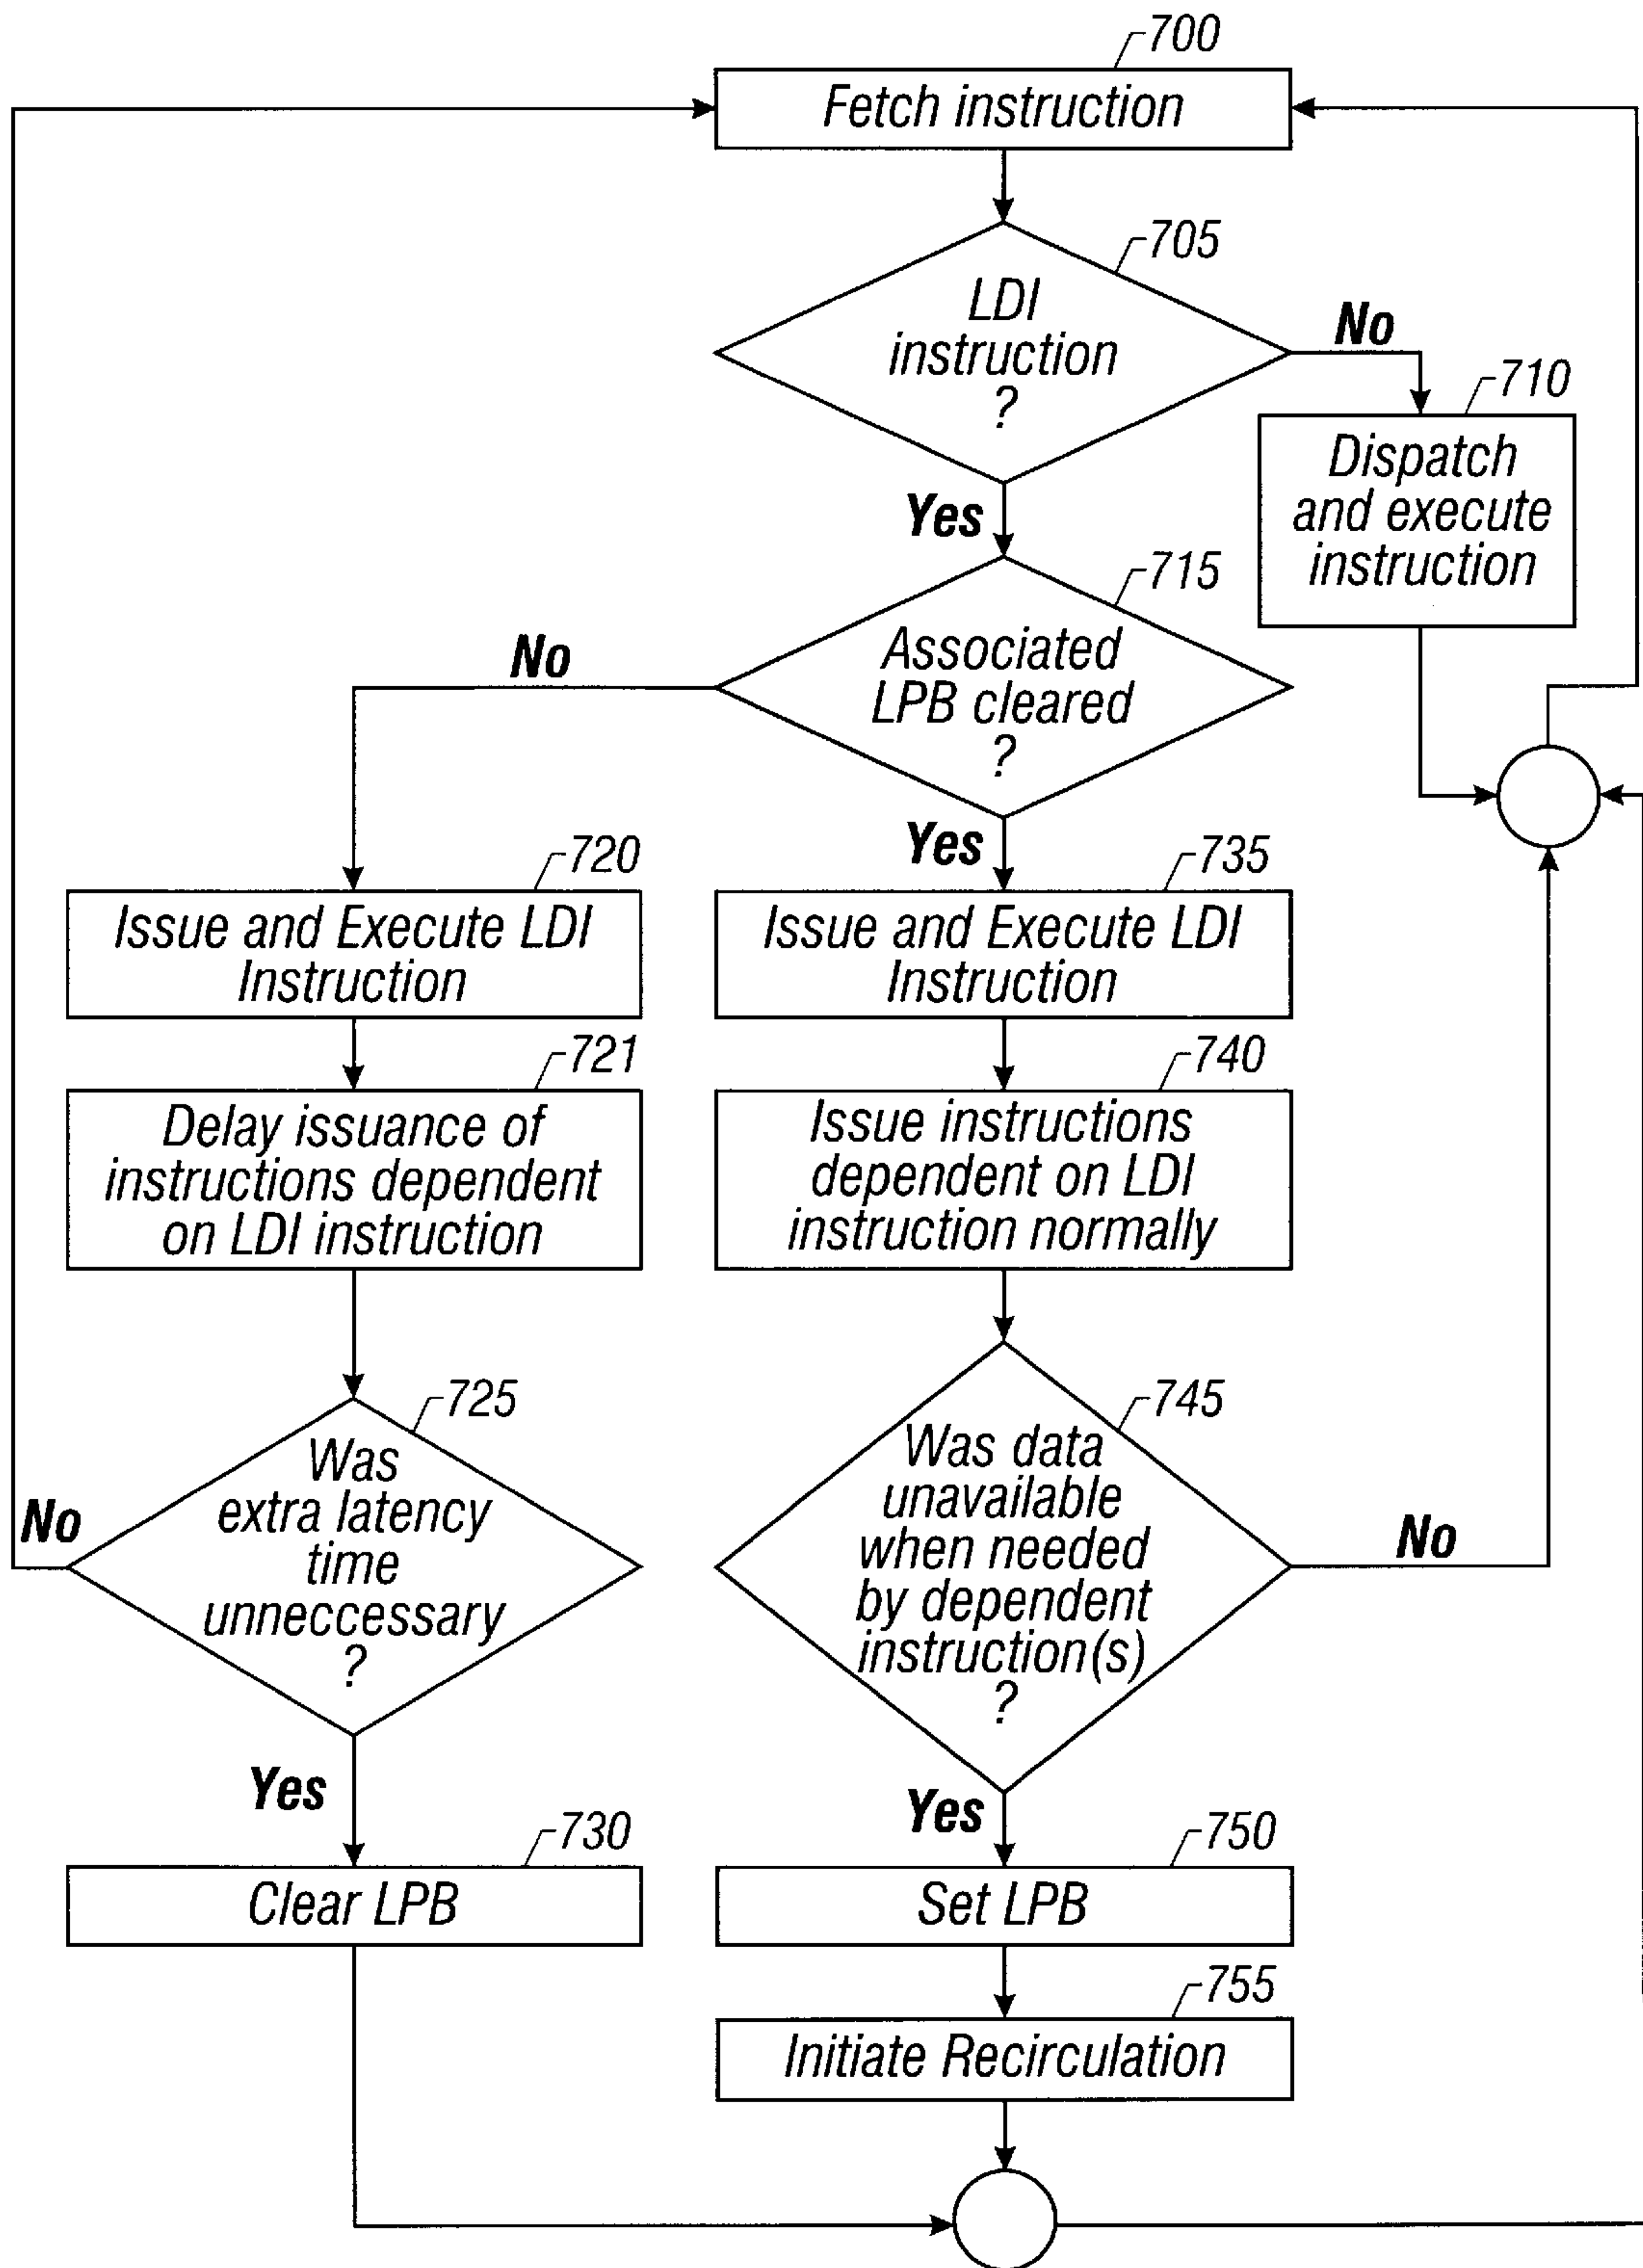 700
Fetch instruction
705
LDI
instruction
?
No
710
Dispatch
and execute
instruction
Yes
715
Associated
LPB cleared
?
No
Yes
720
Issue and Execute LDI
Instruction
735
Issue and Execute LDI
Instruction
721
Delay issuance of
instructions dependent
on LDI instruction
740
Issue instructions
dependent on LDI
instruction normally
725
Was
extra latency
time
unneccessary
?
No
Yes
745
Was data
unavailable
when needed
by dependent
instruction(s)
?
No
Yes
730
Clear LPB
750
Set LPB
755
Initiate Recirculation